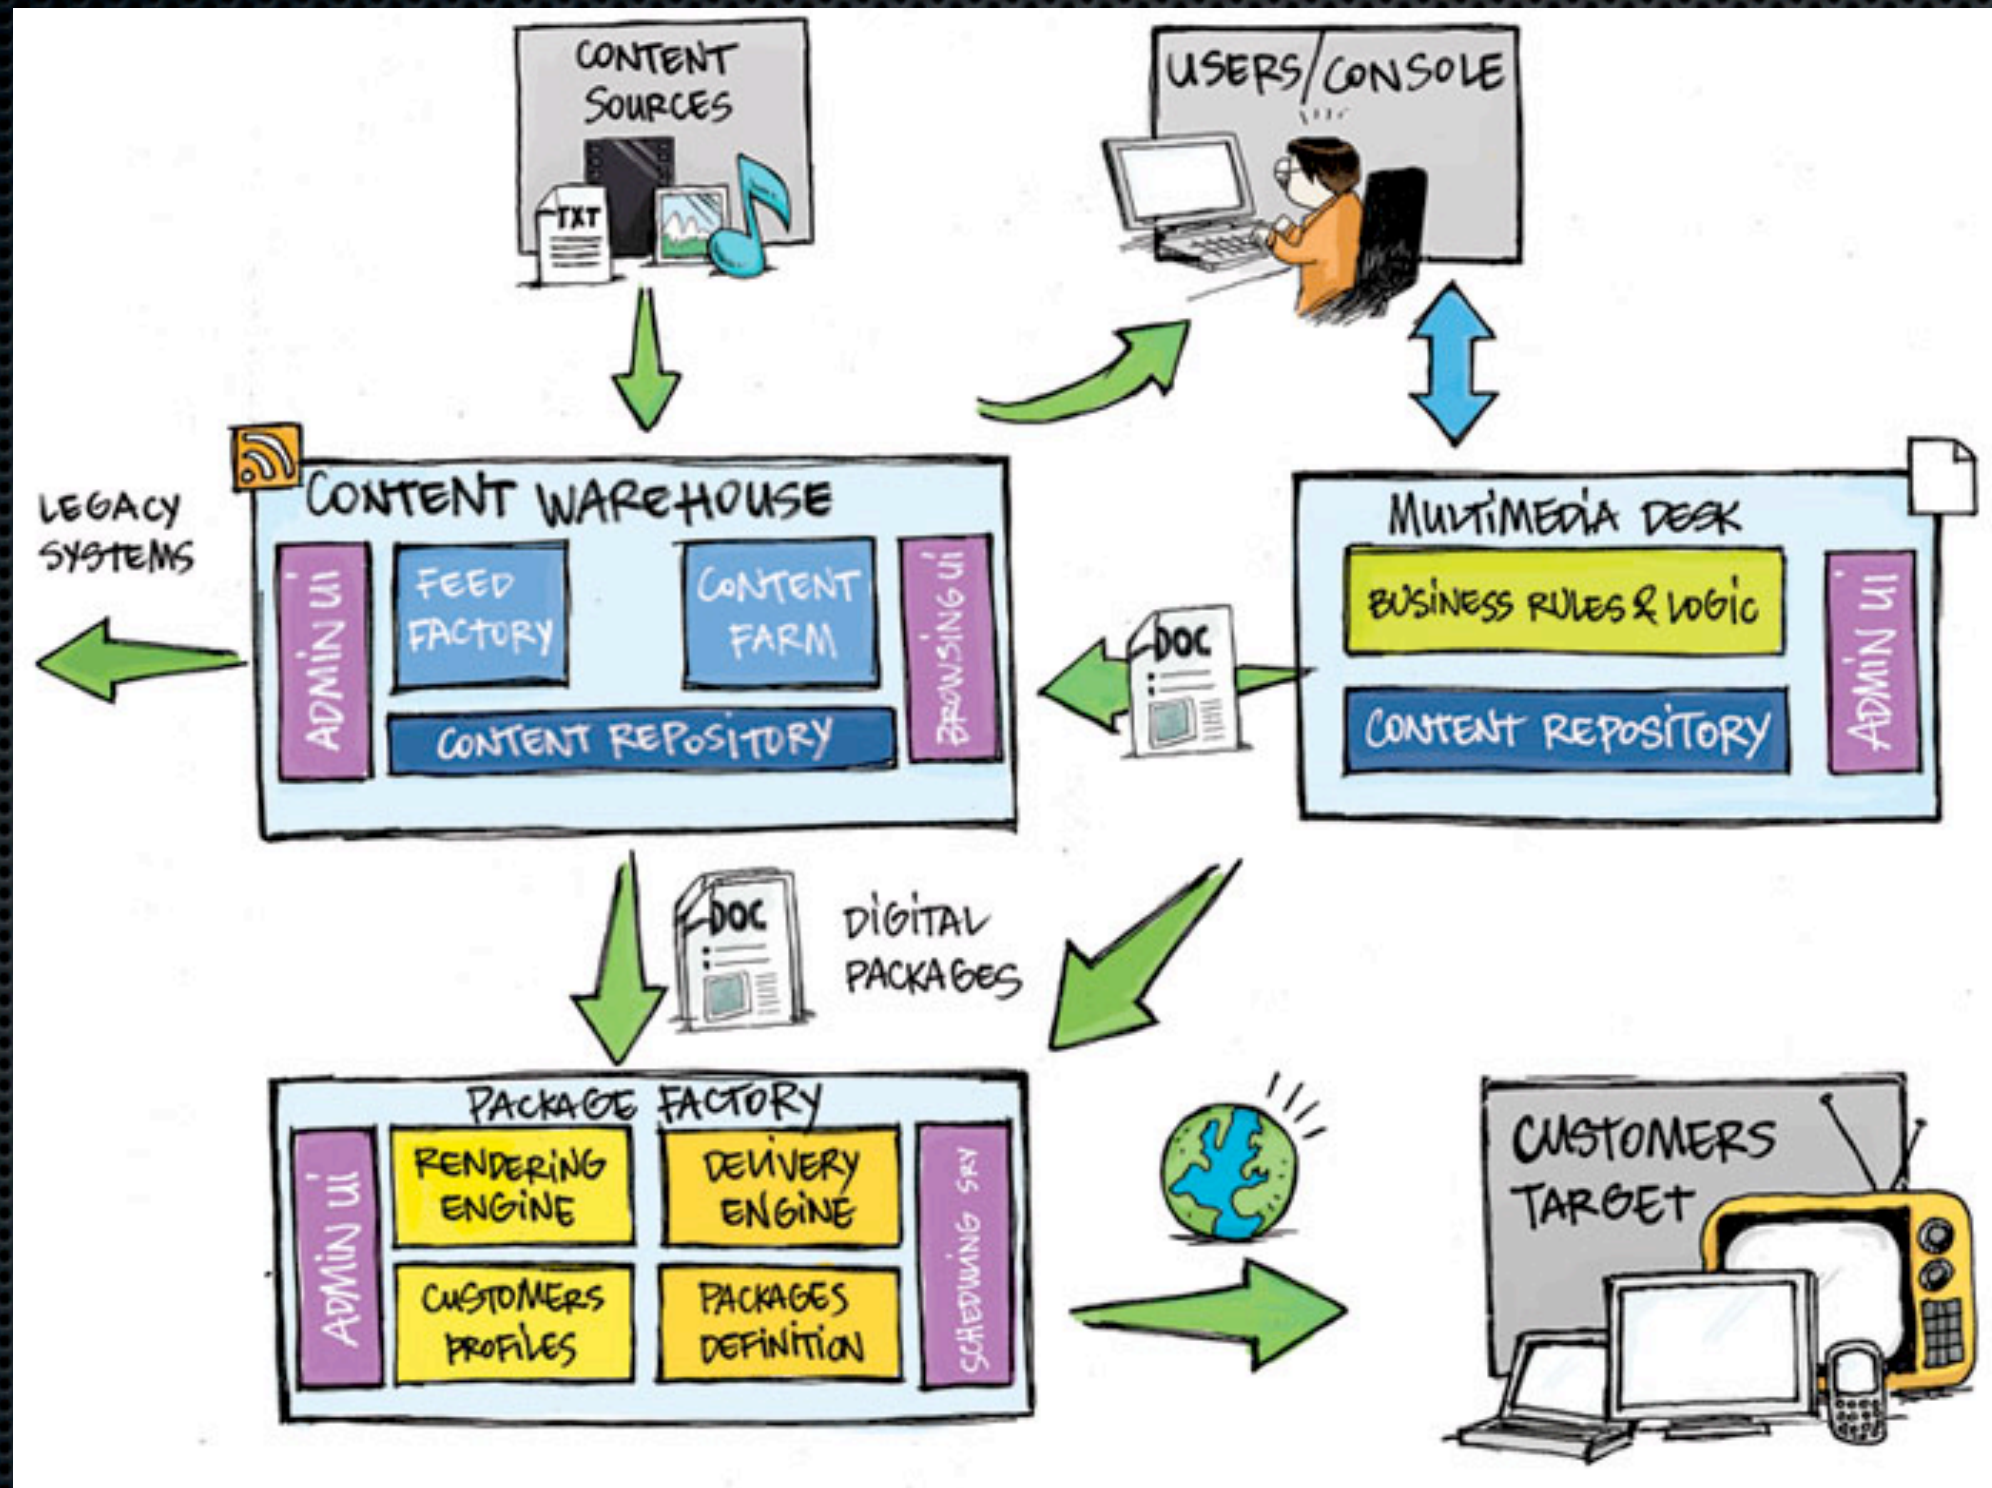 CONTENT
SOURCES
TXT
USERS/CONSOLE
LEGACY
SYSTEMS
CONTENT WAREHOUSE
ADMIN UI
FEED
FACTORY
CONTENT
FARM
BROWSING UI
CONTENT REPOSITORY
DOC
MULTIMEDIA DESK
BUSINESS RULES & LOGIC
CONTENT REPOSITORY
ADMIN UI
DOC
DIGITAL
PACKAGES
PACKAGE FACTORY
ADMIN UI
RENDERING
ENGINE
DELIVERY
ENGINE
CUSTOMERS
PROFILES
PACKAGES
DEFINITION
SCHEDULING SRV
CUSTOMERS
TARGET